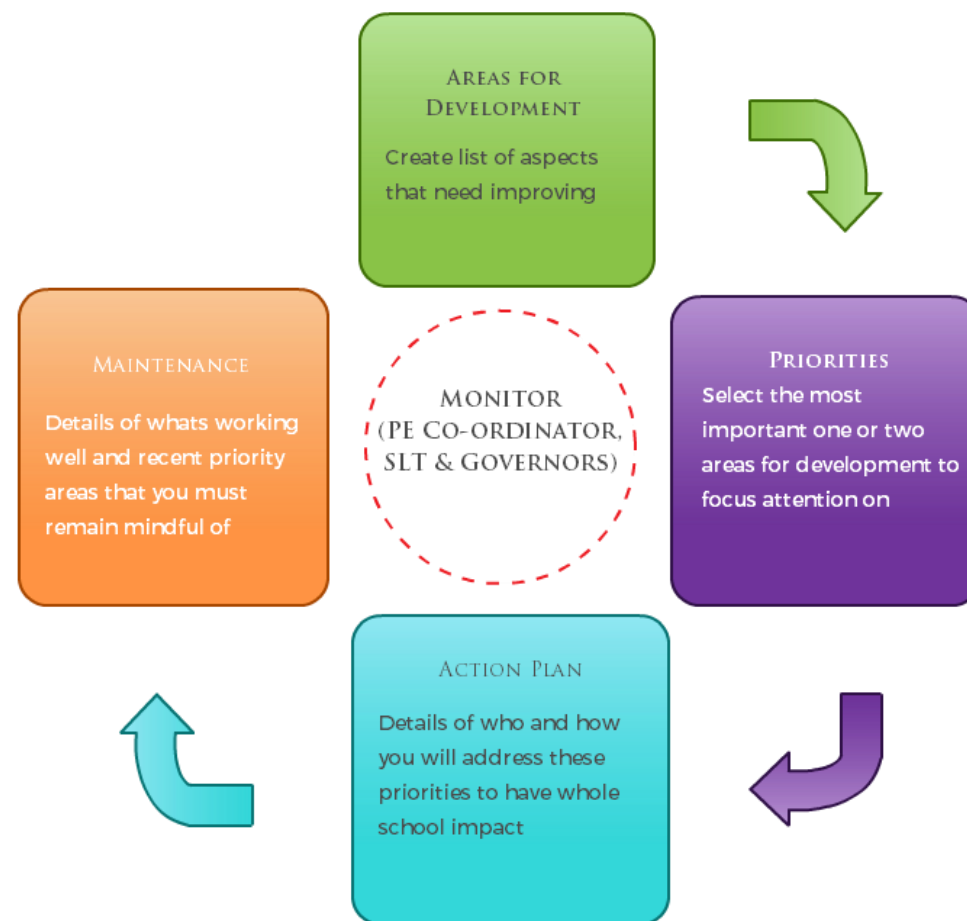 Areas for
Development
Create list of aspects
that need improving
Priorities
Select the most
important one or two
areas for development to
focus attention on
Action Plan
Details of who and how
you will address these
priorities to have whole
school impact
Maintenance
Details of whats working
well and recent priority
areas that you must
remain mindful of
Monitor
(PE Co-ordinator,
SLT & Governors)